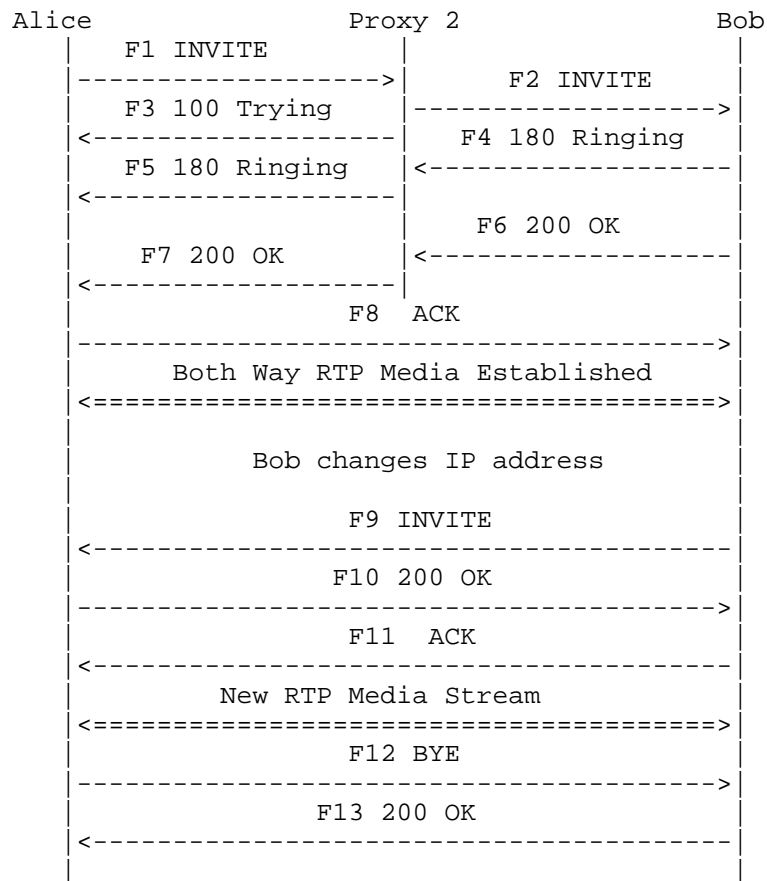 Alice Proxy 2 Bob
F1 INVITE
F2 INVITE
F3 100 Trying
F4 180 Ringing
F5 180 Ringing
F6 200 OK
F7 200 OK
F8 ACK
Both Way RTP Media Established
Bob changes IP address
F9 INVITE
F10 200 OK
F11 ACK
New RTP Media Stream
F12 BYE
F13 200 OK